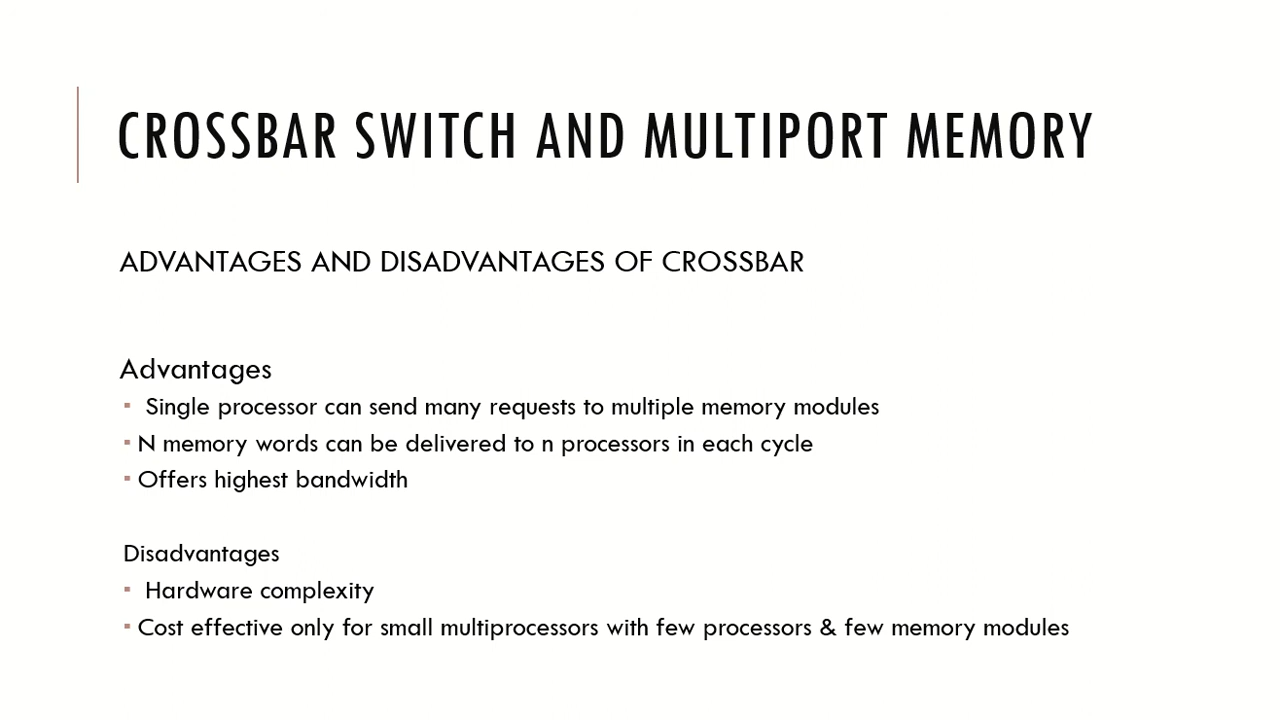 CROSSBAR SWITCH AND MULTIPORT MEMORY
ADVANTAGES AND DISADVANTAGES OF CROSSBAR
Advantages
▪ Single processor can send many requests to multiple memory modules
▪ N memory words can be delivered to n processors in each cycle
▪ Offers highest bandwidth
Disadvantages
▪ Hardware complexity
▪ Cost effective only for small multiprocessors with few processors & few memory modules